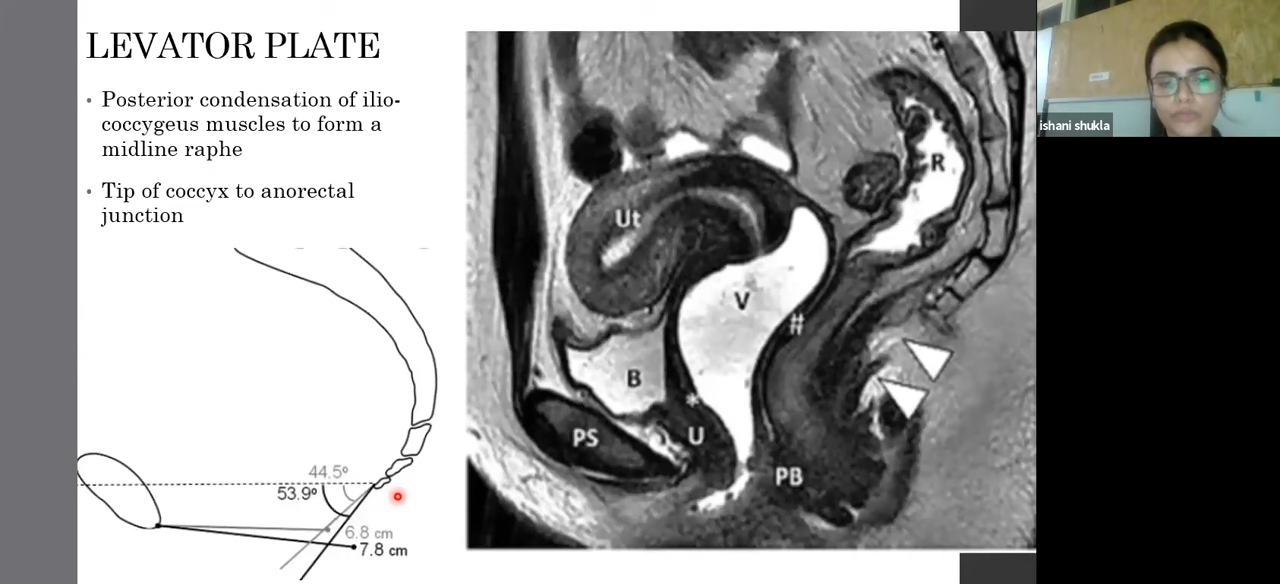 LEVATOR PLATE
• Posterior condensation of ilio-
coccygeus muscles to form a
midline raphe
• Tip of coccyx to anorectal
junction
44.5º
53.9º
6.8 cm
7.8 cm
Ut
R
V
#
B
*
U
PS
PB
ishani shukla